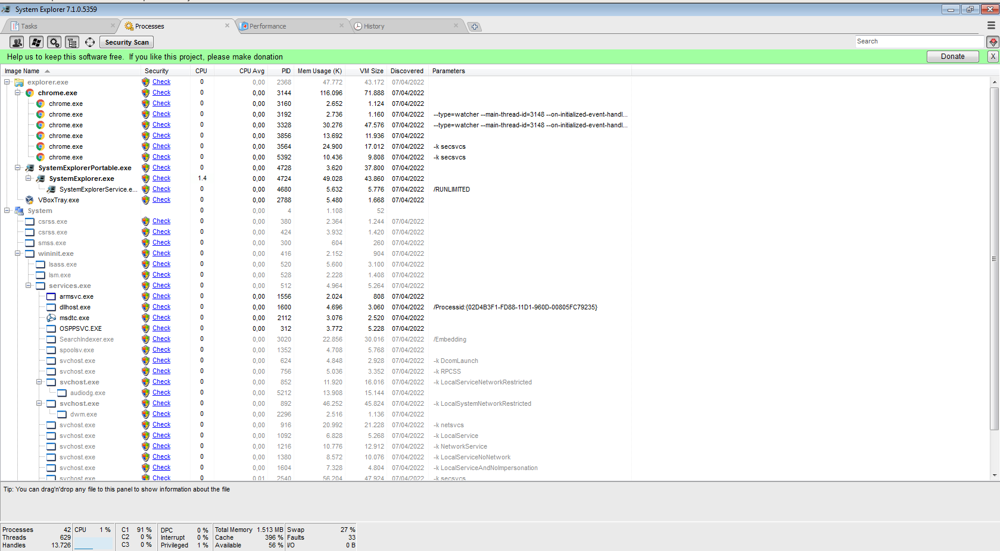 System Explorer 7.1.0.5359
Tasks Processes Performance History
Security Scan Search
Help us to keep this software free. If you like this project, please make donation Donate X
Image Name Security CPU CPU Avg PID Mem Usage (K) VM Size Discovered Parameters
explorer.exe Check 0 0,00 2368 47.772 43.172 07/04/2022
chrome.exe Check 0 0,00 3144 116.096 71.888 07/04/2022
chrome.exe Check 0 0,00 3160 2.652 1.124 07/04/2022
chrome.exe Check 0 0,00 3192 2.736 1.160 07/04/2022 --type=watcher --main-thread-id=3148 --on-initialized-event-handl...
chrome.exe Check 0 0,00 3328 30.276 47.576 07/04/2022 --type=watcher --main-thread-id=3148 --on-initialized-event-handl...
chrome.exe Check 0 0,00 3856 13.692 11.936 07/04/2022
chrome.exe Check 0 0,00 3564 24.900 17.012 07/04/2022 -k secsvcs
chrome.exe Check 0 0,00 5392 10.436 9.808 07/04/2022 -k secsvcs
SystemExplorerPortable.exe Check 0 0,00 4728 3.620 37.800 07/04/2022
SystemExplorer.exe Check 1.4 0,00 4724 49.028 43.860 07/04/2022
SystemExplorerService.e... Check 0 0,00 4680 5.632 5.776 07/04/2022 /RUNLIMITED
VBoxTray.exe Check 0 0,00 2788 5.480 1.668 07/04/2022
System 0 0,00 4 1.108 52
csrss.exe Check 0 0,00 380 2.364 1.244 07/04/2022
csrss.exe Check 0 0,00 424 3.932 1.420 07/04/2022
smss.exe Check 0 0,00 300 604 260 07/04/2022
wininit.exe Check 0 0,00 416 2.152 904 07/04/2022
lsass.exe Check 0 0,00 520 5.600 3.100 07/04/2022
lsm.exe Check 0 0,00 528 2.228 1.408 07/04/2022
services.exe Check 0 0,00 512 4.964 5.264 07/04/2022
armsvc.exe Check 0 0,00 1556 2.024 808 07/04/2022
dllhost.exe Check 0 0,00 1600 4.696 3.060 07/04/2022 /Processid:{02D4B3F1-FD88-11D1-960D-00805FC79235}
msdtc.exe Check 0 0,00 2112 3.076 2.520 07/04/2022
OSPPSVC.EXE Check 0 0,00 312 3.772 5.228 07/04/2022
SearchIndexer.exe Check 0 0,00 3020 22.856 30.016 07/04/2022 /Embedding
spoolsv.exe Check 0 0,00 1352 4.708 5.768 07/04/2022
svchost.exe Check 0 0,00 624 4.848 2.928 07/04/2022 -k DcomLaunch
svchost.exe Check 0 0,00 756 5.036 3.352 07/04/2022 -k RPCSS
svchost.exe Check 0 0,00 852 11.920 16.016 07/04/2022 -k LocalServiceNetworkRestricted
audiodg.exe Check 0 0,00 5212 13.908 15.144 07/04/2022
svchost.exe Check 0 0,00 892 46.252 45.824 07/04/2022 -k LocalSystemNetworkRestricted
dwm.exe Check 0 0,00 2296 2.516 1.136 07/04/2022
svchost.exe Check 0 0,00 916 20.992 21.228 07/04/2022 -k netsvcs
svchost.exe Check 0 0,00 1092 6.828 5.268 07/04/2022 -k LocalService
svchost.exe Check 0 0,00 1216 10.776 12.912 07/04/2022 -k NetworkService
svchost.exe Check 0 0,00 1380 8.572 10.076 07/04/2022 -k LocalServiceNoNetwork
svchost.exe Check 0 0,00 1604 7.328 4.804 07/04/2022 -k LocalServiceAndNoImpersonation
svchost.exe Check 0 0,01 2540 56.204 47.924 07/04/2022 -k secsvcs
Tip: You can drag'n'drop any file to this panel to show information about the file
Processes 42 CPU 1 % C1 91 % DPC 0 % Total Memory 1.513 MB Swap 27 %
Threads 629 C2 0 % Interrupt 0 % Cache 396 % Faults 33
Handles 13.726 C3 0 % Privileged 1 % Available 56 % I/O 0 B